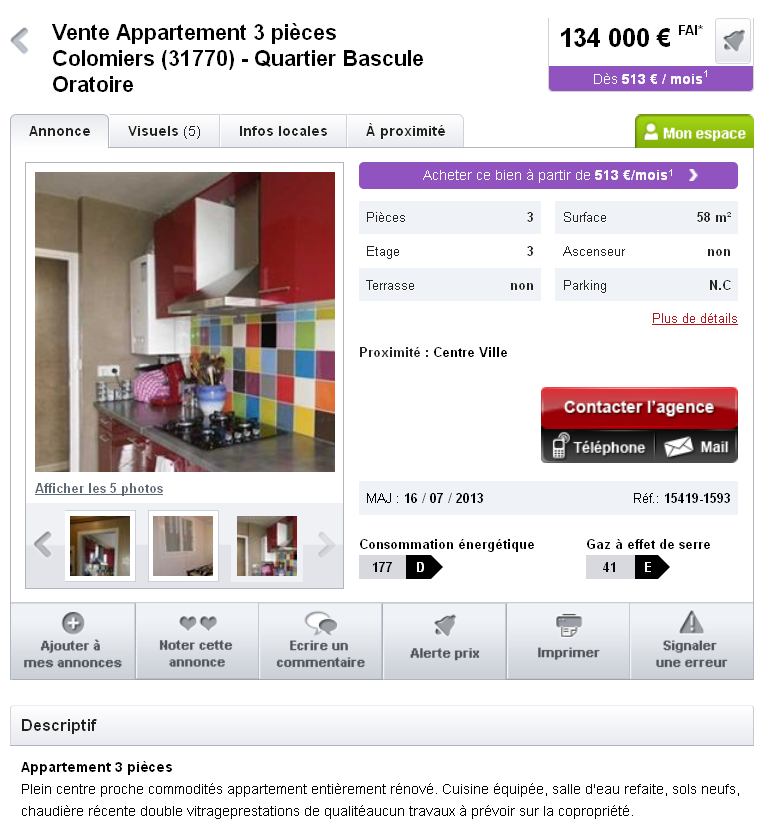 Vente Appartement 3 pièces
Colomiers (31770) - Quartier Bascule
Oratoire
134 000 € FAI*
Dès 513 € / mois¹
Annonce
Visuels (5)
Infos locales
À proximité
Mon espace
Acheter ce bien à partir de 513 €/mois¹
Pièces 3
Surface 58 m²
Etage 3
Ascenseur non
Terrasse non
Parking N.C
Plus de détails
Proximité : Centre Ville
Contacter l'agence
Téléphone
Mail
Afficher les 5 photos
MAJ : 16 / 07 / 2013
Réf.: 15419-1593
Consommation énergétique
177 D
Gaz à effet de serre
41 E
Ajouter à
mes annonces
Noter cette
annonce
Ecrire un
commentaire
Alerte prix
Imprimer
Signaler
une erreur
Descriptif
Appartement 3 pièces
Plein centre proche commodités appartement entièrement rénové. Cuisine équipée, salle d'eau refaite, sols neufs,
chaudière récente double vitrageprestations de qualitéaucun travaux à prévoir sur la copropriété.